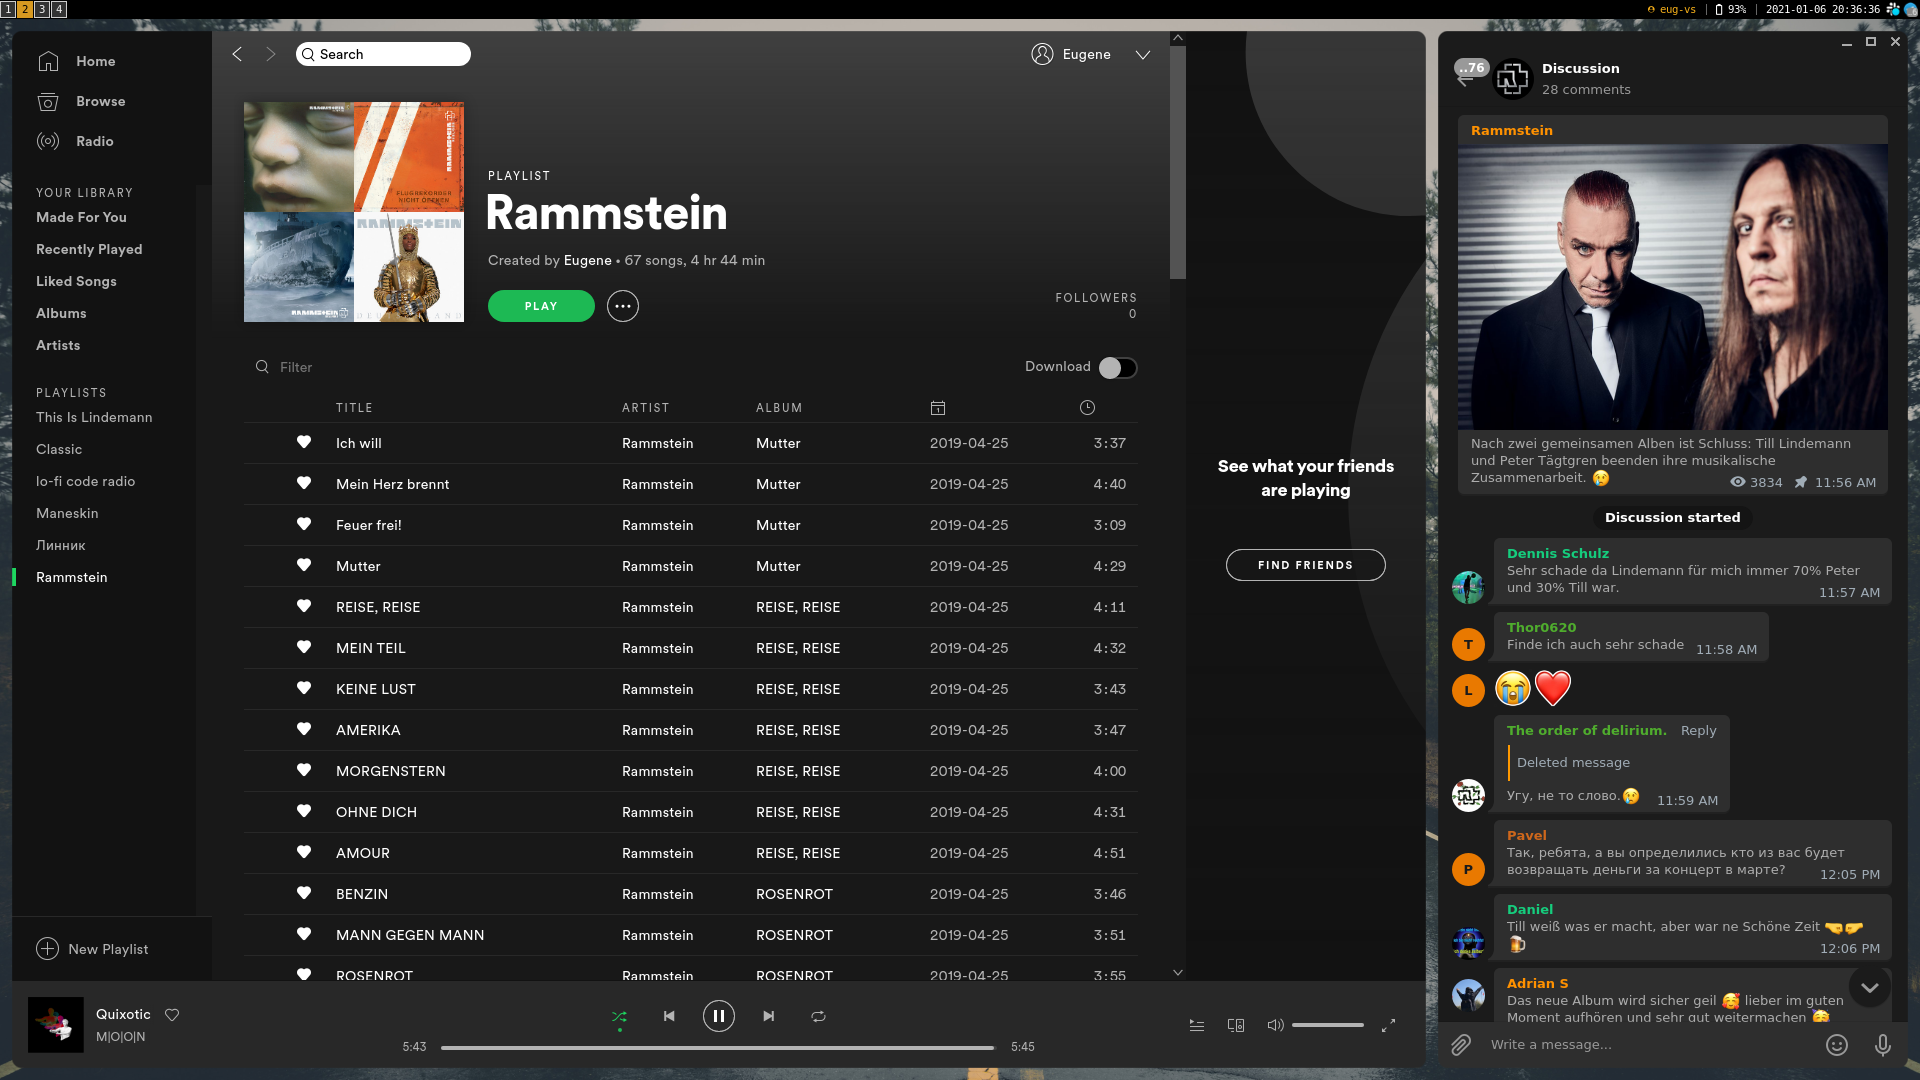 1 2 3 4
eug-vs | 93% | 2021-01-06 20:36:36
Home
Browse
Radio
YOUR LIBRARY
Made For You
Recently Played
Liked Songs
Albums
Artists
PLAYLISTS
This Is Lindemann
Classic
lo-fi code radio
Maneskin
Линник
Rammstein
New Playlist
Search
Eugene
RAMMSTEIN
FLUGREKORDER
NICHT ÖFFNEN
RAMMSTEIN
PLAYLIST
Rammstein
Created by Eugene • 67 songs, 4 hr 44 min
PLAY
FOLLOWERS
0
Filter
Download
TITLE ARTIST ALBUM
Ich will Rammstein Mutter 2019-04-25 3:37
Mein Herz brennt Rammstein Mutter 2019-04-25 4:40
Feuer frei! Rammstein Mutter 2019-04-25 3:09
Mutter Rammstein Mutter 2019-04-25 4:29
REISE, REISE Rammstein REISE, REISE 2019-04-25 4:11
MEIN TEIL Rammstein REISE, REISE 2019-04-25 4:32
KEINE LUST Rammstein REISE, REISE 2019-04-25 3:43
AMERIKA Rammstein REISE, REISE 2019-04-25 3:47
MORGENSTERN Rammstein REISE, REISE 2019-04-25 4:00
OHNE DICH Rammstein REISE, REISE 2019-04-25 4:31
AMOUR Rammstein REISE, REISE 2019-04-25 4:51
BENZIN Rammstein ROSENROT 2019-04-25 3:46
MANN GEGEN MANN Rammstein ROSENROT 2019-04-25 3:51
ROSENROT Rammstein ROSENROT 2019-04-25 3:55
See what your friends
are playing
FIND FRIENDS
Quixotic
M|O|O|N
5:43
5:45
..76
Discussion
28 comments
Rammstein
Nach zwei gemeinsamen Alben ist Schluss: Till Lindemann
und Peter Tägtgren beenden ihre musikalische
Zusammenarbeit. 😢 3834 11:56 AM
Discussion started
Dennis Schulz
Sehr schade da Lindemann für mich immer 70% Peter
und 30% Till war. 11:57 AM
T
Thor0620
Finde ich auch sehr schade 11:58 AM
L
😭❤️
The order of delirium. Reply
Deleted message
Угу, не то слово.😢 11:59 AM
P
Pavel
Так, ребята, а вы определились кто из вас будет
возвращать деньги за концерт в марте? 12:05 PM
Daniel
Till weiß was er macht, aber war ne Schöne Zeit 🤜🤛
🍺 12:06 PM
Adrian S
Das neue Album wird sicher geil 🥰 lieber im guten
Moment aufhören und sehr gut weitermachen 🥳
Write a message...